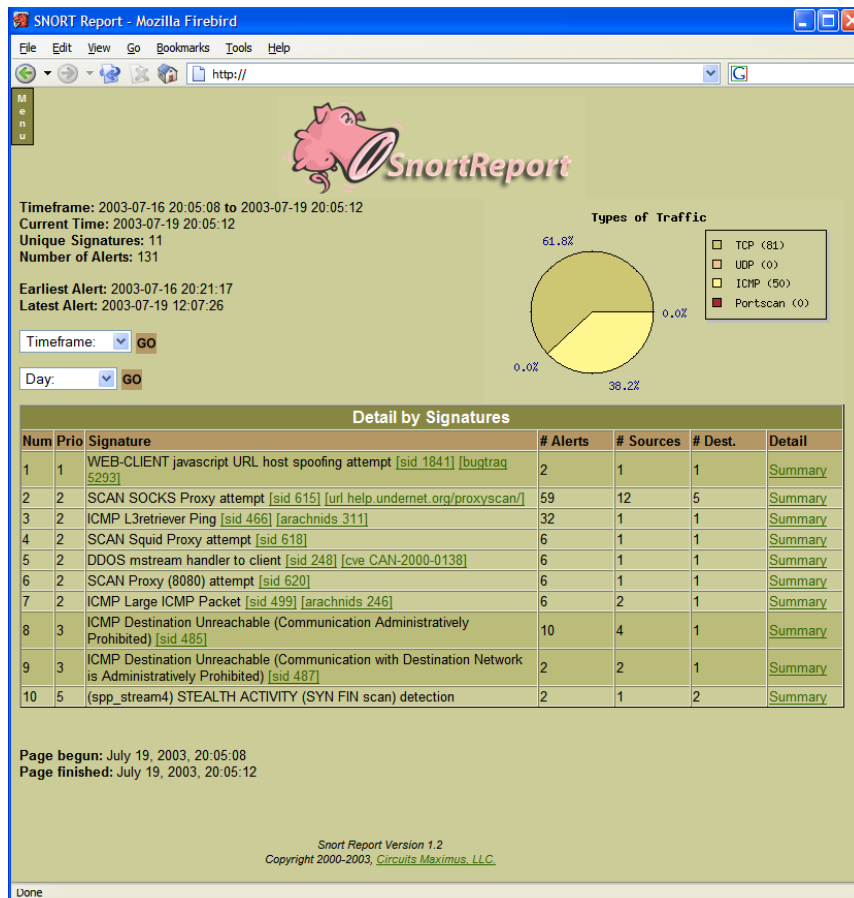 SNORT Report - Mozilla Firebird
File Edit View Go Bookmarks Tools Help
http://
G
Menu
SnortReport
Timeframe: 2003-07-16 20:05:08 to 2003-07-19 20:05:12
Current Time: 2003-07-19 20:05:12
Unique Signatures: 11
Number of Alerts: 131
Earliest Alert: 2003-07-16 20:21:17
Latest Alert: 2003-07-19 12:07:26
Timeframe: GO
Day: GO
Types of Traffic
61.8%
0.0%
0.0%
38.2%
TCP (81)
UDP (0)
ICMP (50)
Portscan (0)
Detail by Signatures
Num Prio Signature # Alerts # Sources # Dest. Detail
1 1 WEB-CLIENT javascript URL host spoofing attempt [sid 1841] [bugtraq 5293] 2 1 1 Summary
2 2 SCAN SOCKS Proxy attempt [sid 615] [url help.undernet.org/proxyscan/] 59 12 5 Summary
3 2 ICMP L3retriever Ping [sid 466] [arachnids 311] 32 1 1 Summary
4 2 SCAN Squid Proxy attempt [sid 618] 6 1 1 Summary
5 2 DDOS mstream handler to client [sid 248] [cve CAN-2000-0138] 6 1 1 Summary
6 2 SCAN Proxy (8080) attempt [sid 620] 6 1 1 Summary
7 2 ICMP Large ICMP Packet [sid 499] [arachnids 246] 6 2 1 Summary
8 3 ICMP Destination Unreachable (Communication Administratively Prohibited) [sid 485] 10 4 1 Summary
9 3 ICMP Destination Unreachable (Communication with Destination Network is Administratively Prohibited) [sid 487] 2 2 1 Summary
10 5 (spp_stream4) STEALTH ACTIVITY (SYN FIN scan) detection 2 1 2 Summary
Page begun: July 19, 2003, 20:05:08
Page finished: July 19, 2003, 20:05:12
Snort Report Version 1.2
Copyright 2000-2003, Circuits Maximus, LLC.
Done